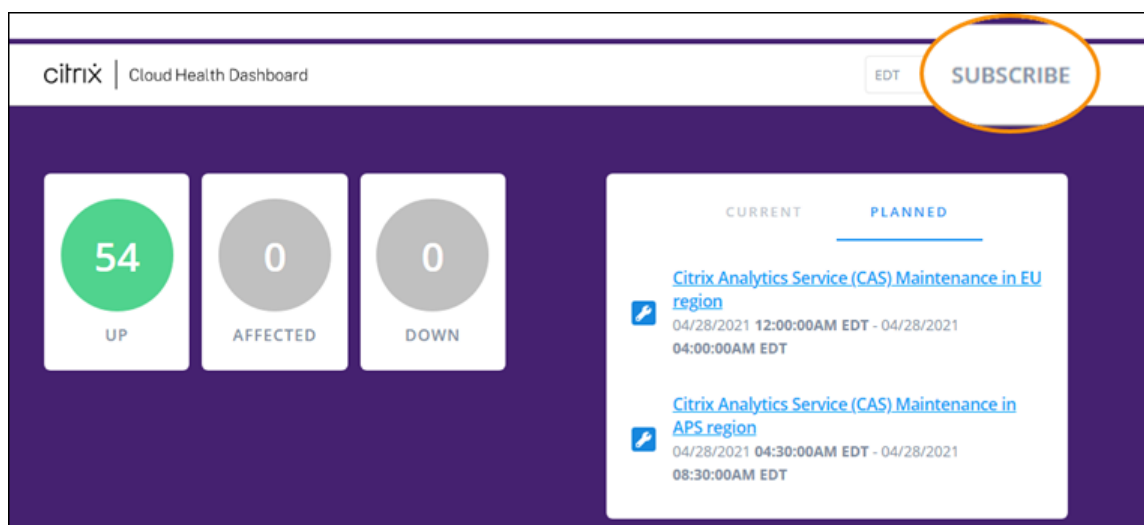 citrix | Cloud Health Dashboard
EDT
SUBSCRIBE
54
UP
0
AFFECTED
0
DOWN
CURRENT
PLANNED
Citrix Analytics Service (CAS) Maintenance in EU
region
04/28/2021 12:00:00AM EDT - 04/28/2021
04:00:00AM EDT
Citrix Analytics Service (CAS) Maintenance in
APS region
04/28/2021 04:30:00AM EDT - 04/28/2021
08:30:00AM EDT